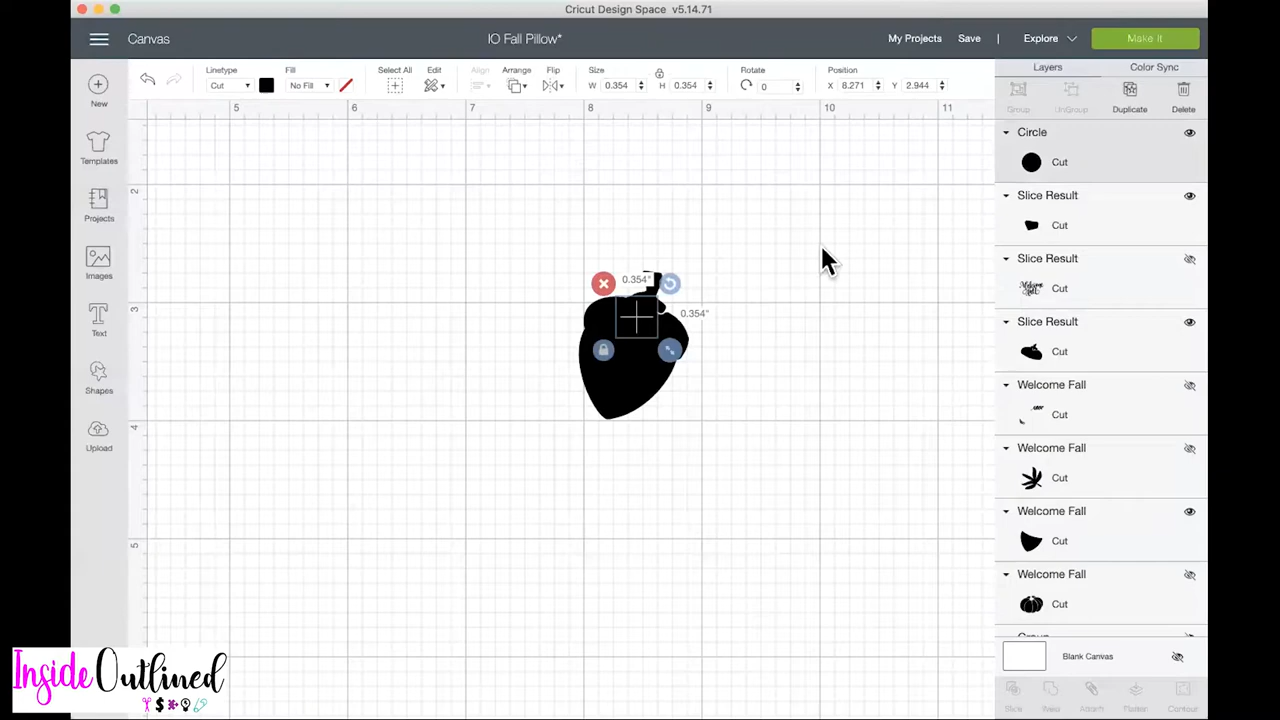 Cricut Design Space v5.14.71
Canvas
IO Fall Pillow*
My Projects
Save
Explore
Make It
Linetype
Cut
Fill
No Fill
Select All
Edit
Align
Arrange
Flip
Size
W 0.354
H 0.354
Rotate
0
Position
X 8.271
Y 2.944
Layers
Color Sync
Group
UnGroup
Duplicate
Delete
5 6 7 8 9 10 11
2
3
4
5
New
Templates
Projects
Images
Text
Shapes
Upload
0.354"
0.354"
Circle
Cut
Slice Result
Cut
Slice Result
Cut
Slice Result
Cut
Welcome Fall
Cut
Welcome Fall
Cut
Welcome Fall
Cut
Welcome Fall
Cut
Blank Canvas
Slice
Weld
Attach
Flatten
Contour
Inside Outlined